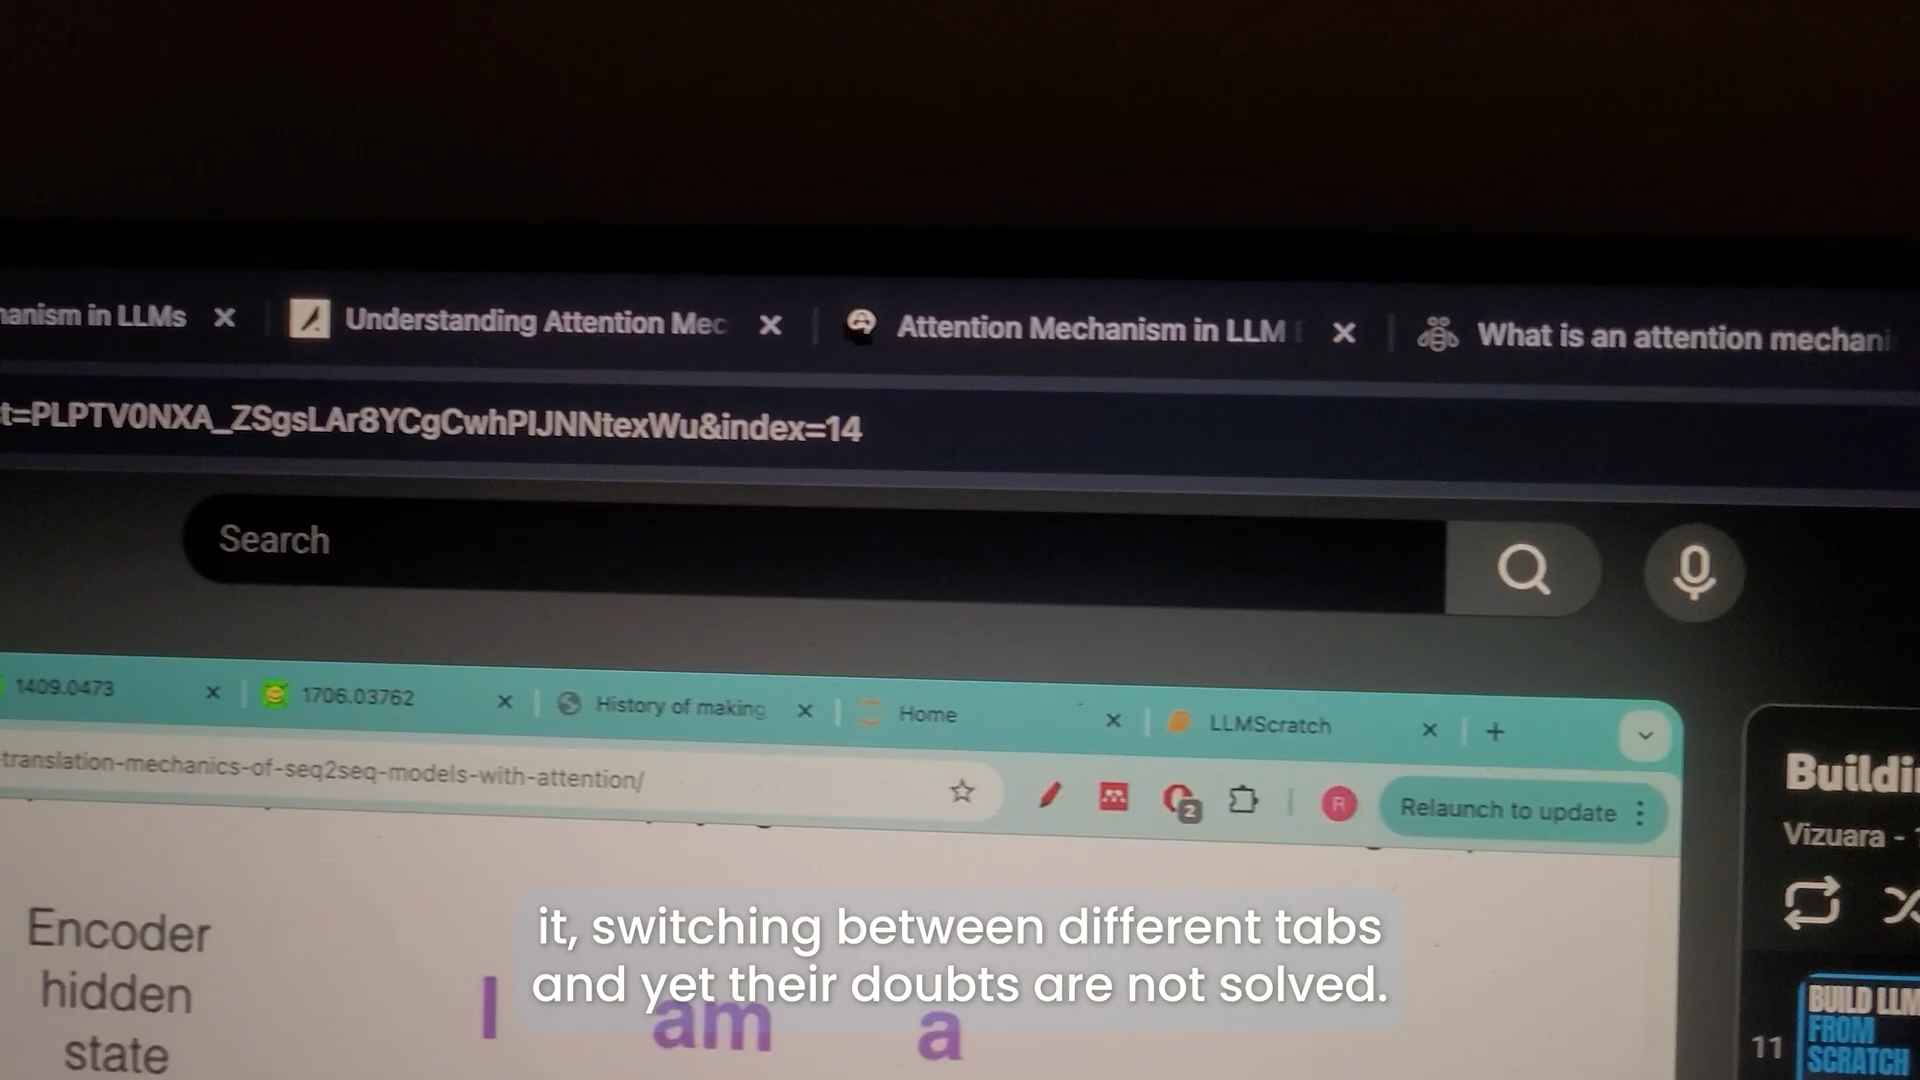 hanism in LLMs
Understanding Attention Mec
Attention Mechanism in LLM
What is an attention mechani
t=PLPTV0NXA_ZSgsLAr8YCgCwhPIJNNtexWu&index=14
Search
1409.0473
1706.03762
History of making
Home
LLMScratch
-translation-mechanics-of-seq2seq-models-with-attention/
2
R
Relaunch to update
Buildin
Vizuara -
Encoder
hidden
state
I am a
it, switching between different tabs
and yet their doubts are not solved.
11
BUILD LLM
FROM
SCRATCH